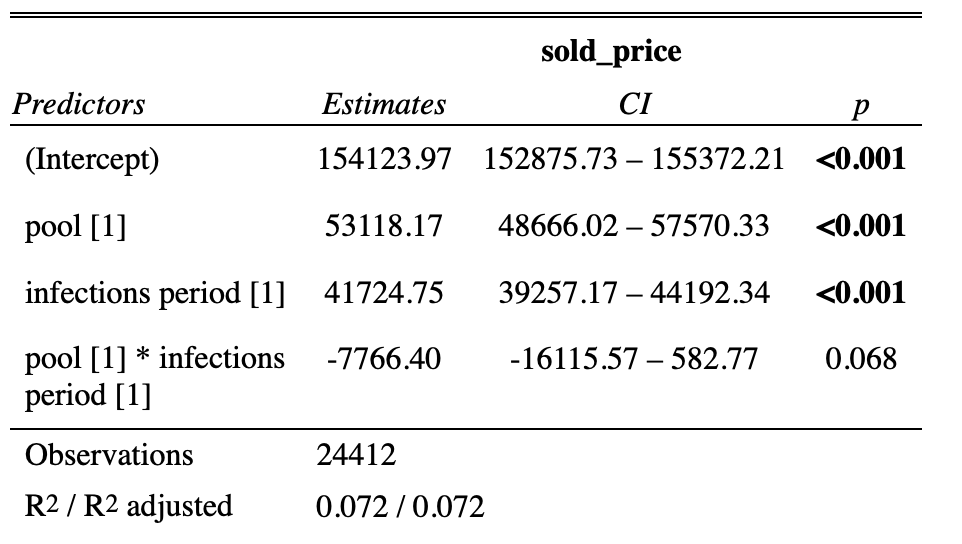 sold_price
Predictors Estimates CI p
(Intercept) 154123.97 152875.73 – 155372.21 <0.001
pool [1] 53118.17 48666.02 – 57570.33 <0.001
infections period [1] 41724.75 39257.17 – 44192.34 <0.001
pool [1] * infections -7766.40 -16115.57 – 582.77 0.068
period [1]
Observations 24412
R2 / R2 adjusted 0.072 / 0.072